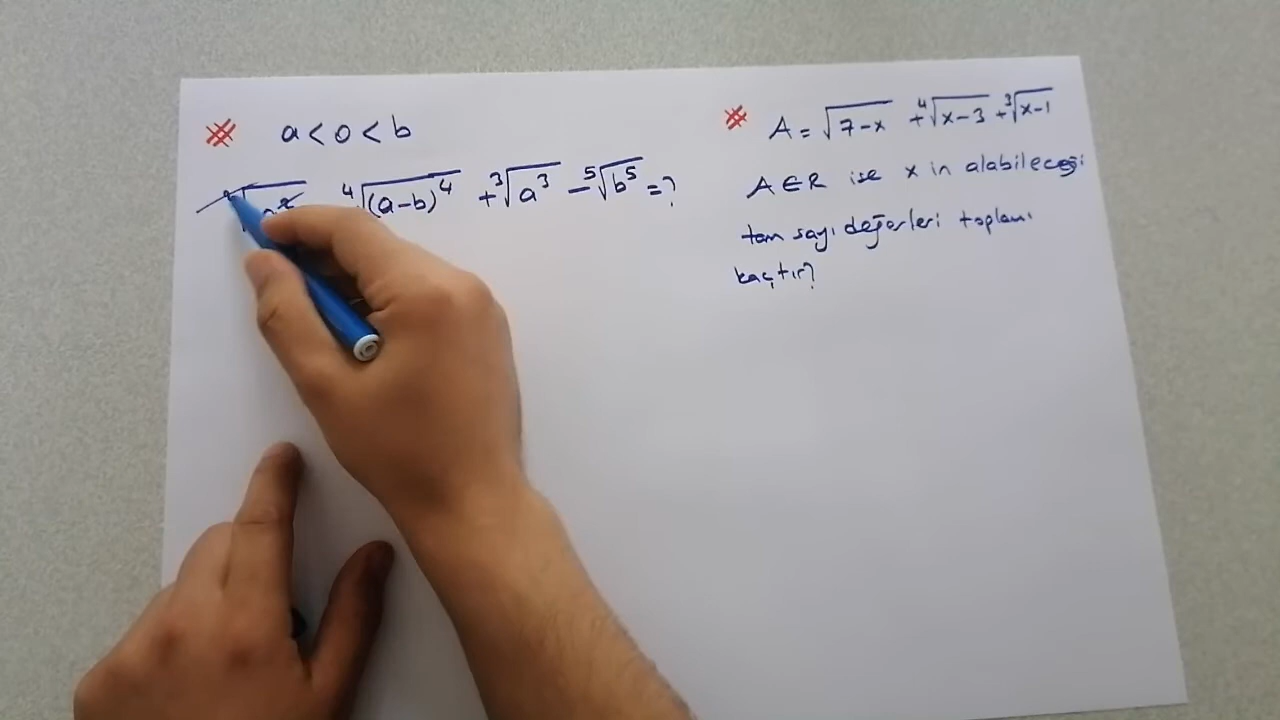 a < 0 < b
⁴√(a-b)⁴ + ³√a³ - ⁵√b⁵ = ?
A = √7-x + ⁴√x-3 + ³√x-1
A∈R ise x in alabileceği
tam sayı değerleri toplamı
kaçtır?